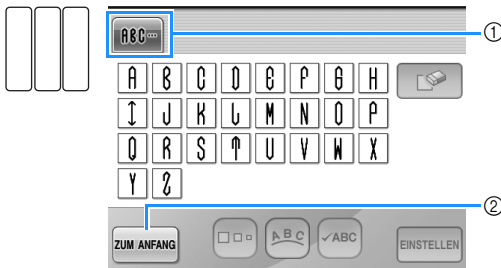 ABC... ①
A B C D E F G H
I J K L M N O P
Q R S T U V W X
Y Z
②
ZUM ANFANG ABC ✓ABC EINSTELLEN